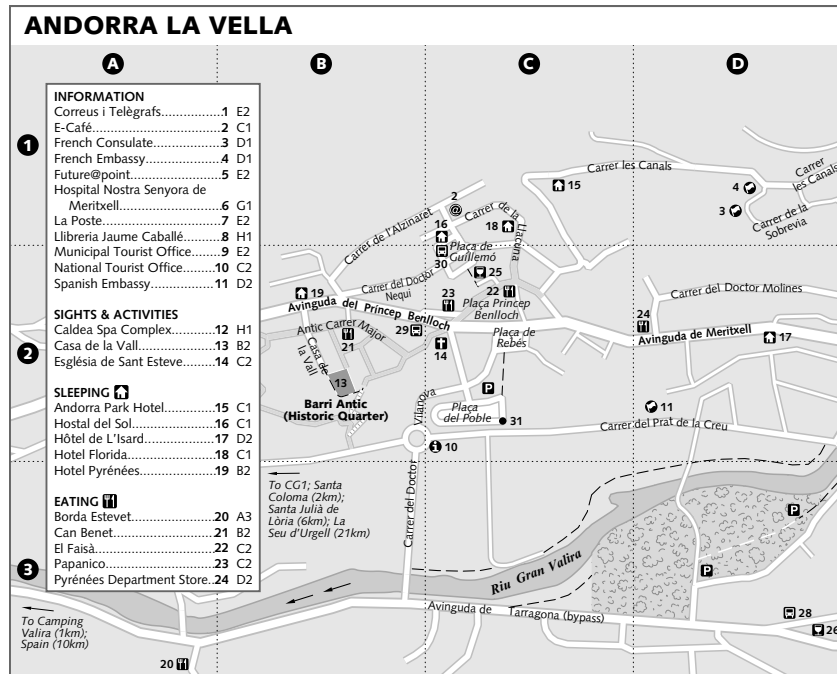 ANDORRA LA VELLA
A
B
C
D
1
2
3
INFORMATION
Correus i Telègrafs.................1 E2
E-Café.................2 C1
French Consulate.................3 D1
French Embassy.................4 D1
Future@point.................5 E2
Hospital Nostra Senyora de
Meritxell.................6 G1
La Poste.................7 E2
Llibreria Jaume Caballé.................8 H1
Municipal Tourist Office.................9 E2
National Tourist Office.................10 C2
Spanish Embassy.................11 D2
SIGHTS & ACTIVITIES
Caldea Spa Complex.................12 H1
Casa de la Vall.................13 B2
Església de Sant Esteve.................14 C2
SLEEPING
Andorra Park Hotel.................15 C1
Hostal del Sol.................16 C1
Hôtel de L'Isard.................17 D2
Hotel Florida.................18 C1
Hotel Pyrénées.................19 B2
EATING
Borda Estevet.................20 A3
Can Benet.................21 B2
El Faisà.................22 C2
Papanico.................23 C2
Pyrénées Department Store..24 D2
Carrer les Canals
15
4
Carrer
les Canals
3
Carrer de la
Sobrevia
2
@
Carrer de la
Llacuna
16
18
Carrer de l'Alzinaret
Plaça de
Guillemó
30
25
Carrer del Doctor
Nequi
19
23
22
Plaça Príncep
Benlloch
Carrer del Doctor Molines
Avinguda del Príncep Benlloch
24
Antic Carrer Major
29
21
14
Plaça de
Rebés
Avinguda de Meritxell
17
Casa de
la Vall
13
Barri Antic
(Historic Quarter)
Vilanova
P
Plaça
del Poble
31
11
Carrer del Prat de la Creu
10
Carrer del Doctor
To CG1; Santa
Coloma (2km);
Santa Julià de
Lòria (6km); La
Seu d'Urgell (21km)
P
P
Riu Gran Valira
Avinguda de Tarragona (bypass)
28
26
To Camping
Valira (1km);
Spain (10km)
20